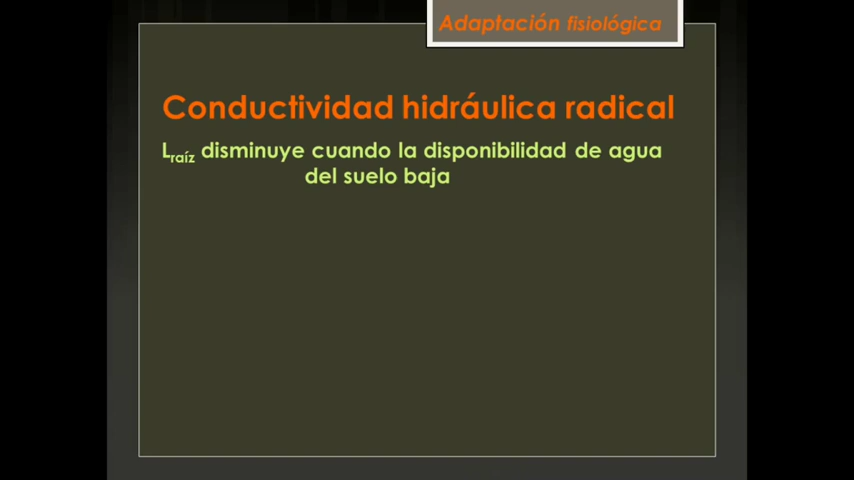 Adaptación fisiológica
Conductividad hidráulica radical
Lraíz disminuye cuando la disponibilidad de agua
del suelo baja